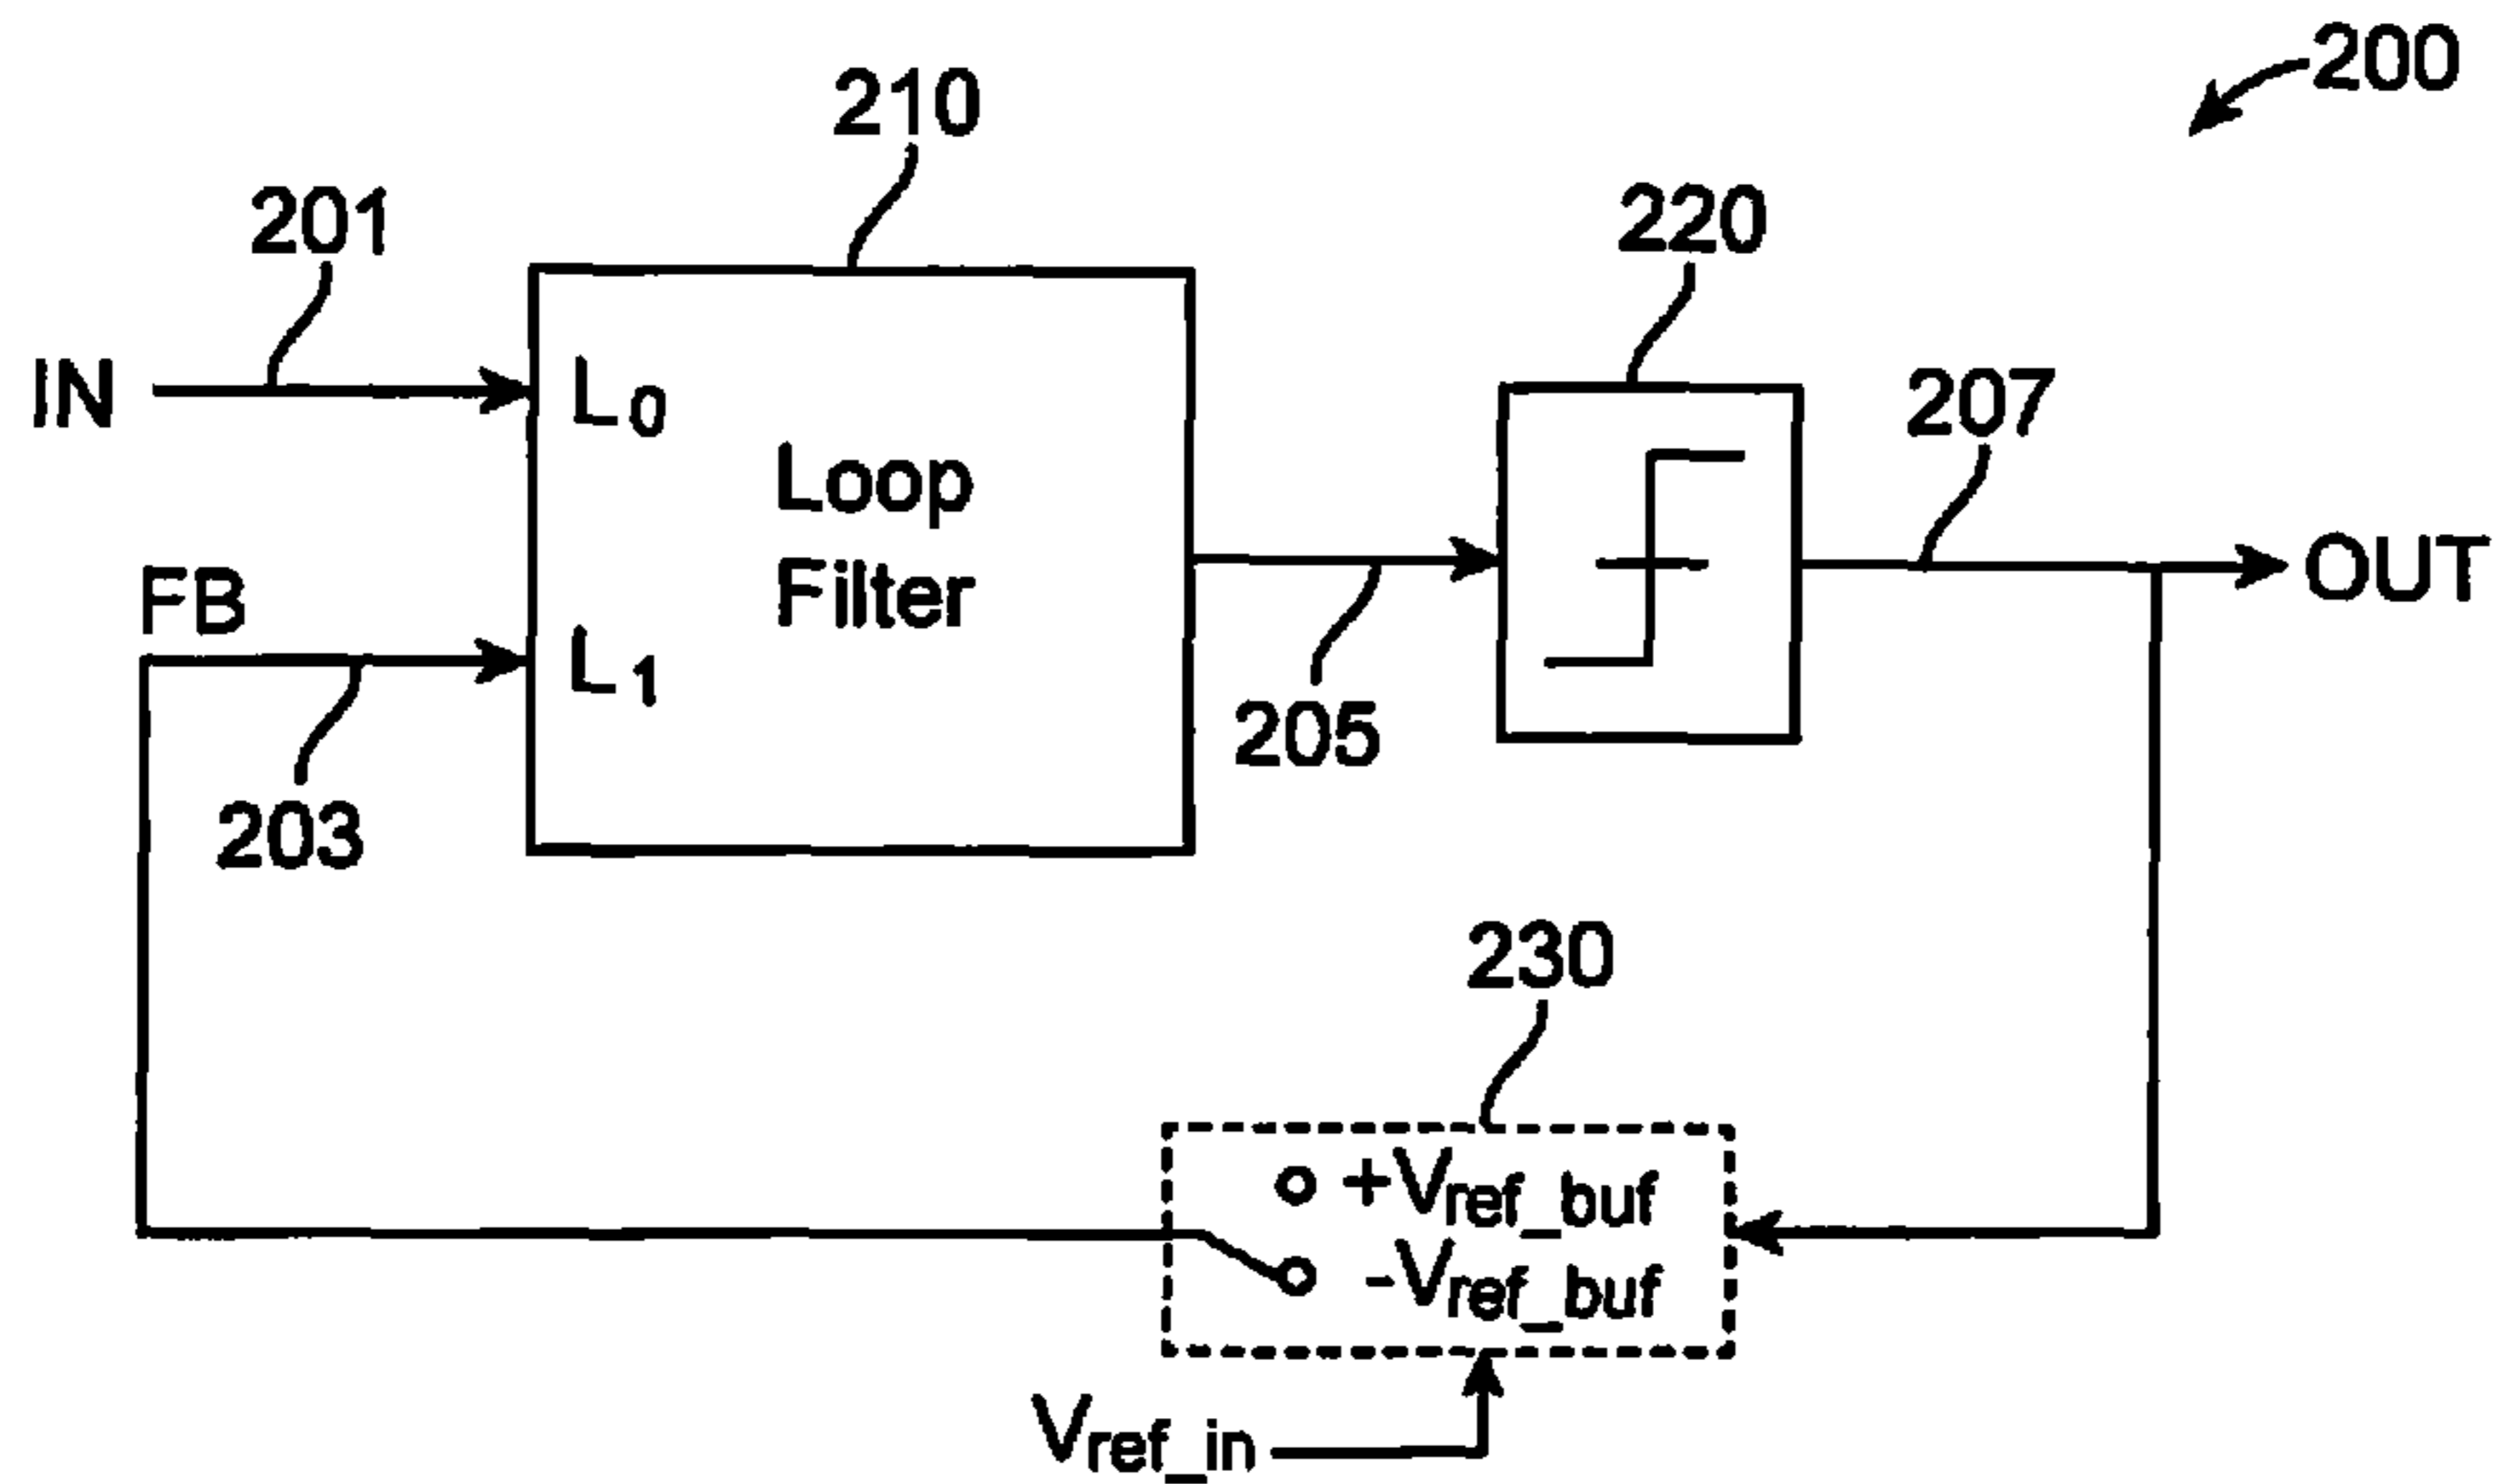 200
210
201
220
IN
L0
207
Loop
Filter
OUT
FB
L1
205
203
230
+Vref_buf
-Vref_buf
Vref_in